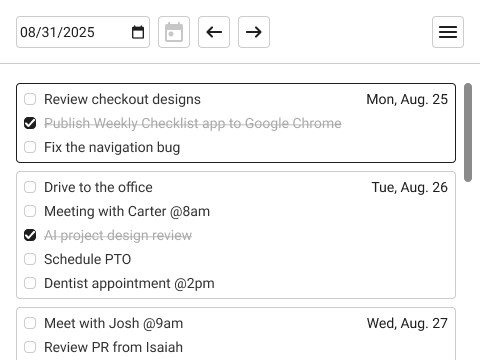 08/31/2025
Review checkout designs Mon, Aug. 25
Publish Weekly Checklist app to Google Chrome
Fix the navigation bug
Drive to the office Tue, Aug. 26
Meeting with Carter @8am
AI project design review
Schedule PTO
Dentist appointment @2pm
Meet with Josh @9am Wed, Aug. 27
Review PR from Isaiah